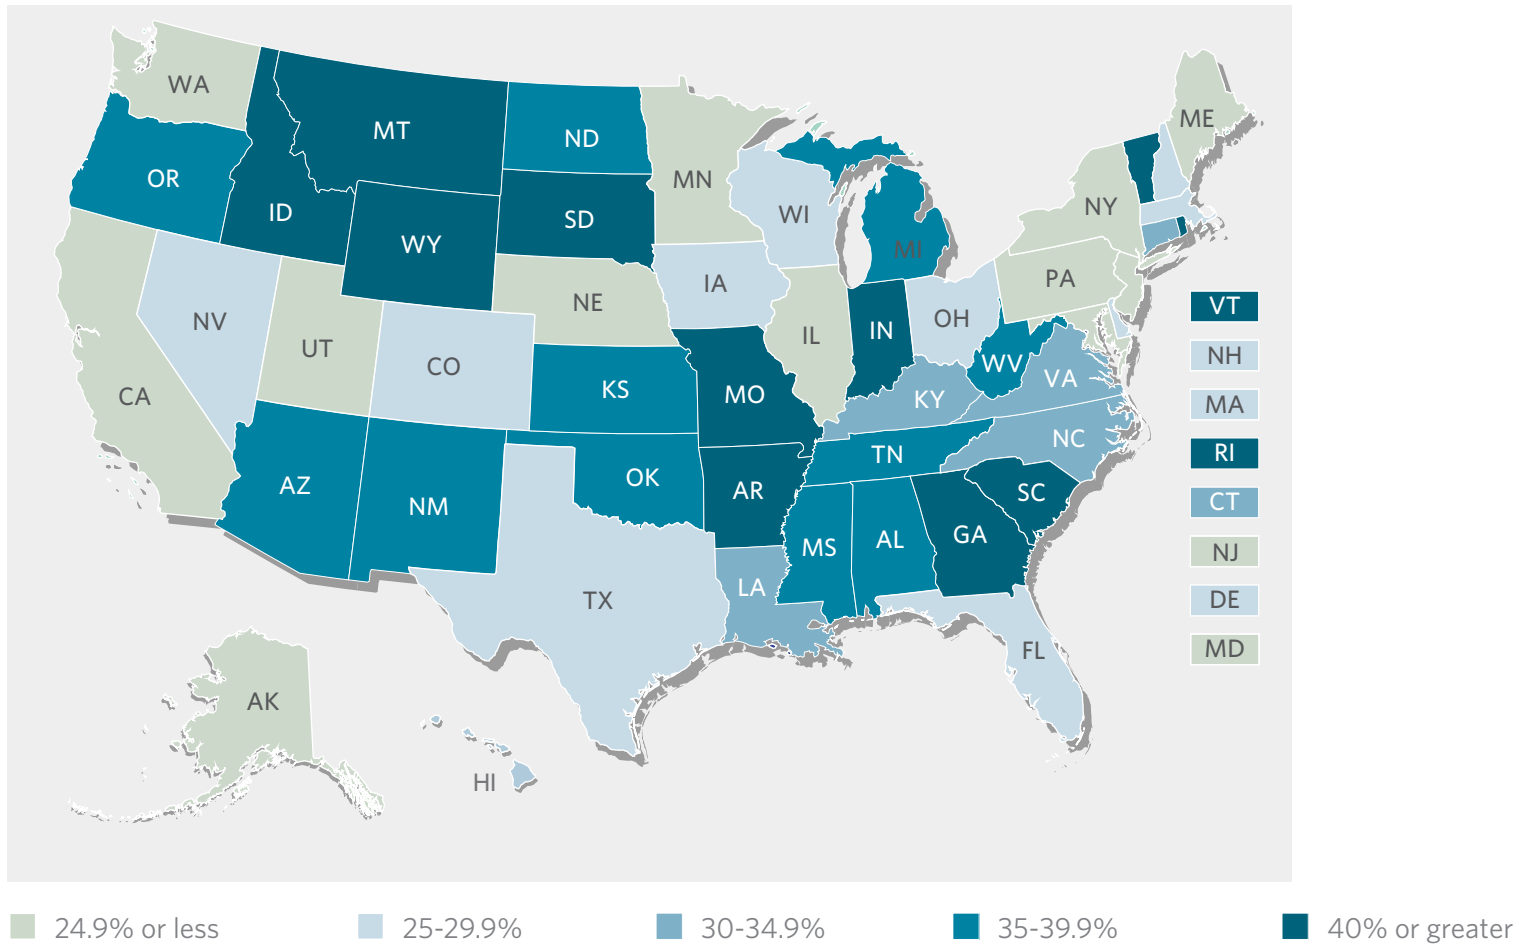 WA
MT
ND
ME
OR
MN
ID
SD
WI
NY
WY
MI
IA
PA
NE
VT
NV
OH
IN
IL
UT
NH
CO
WV
VA
KS
MO
KY
CA
MA
NC
TN
RI
OK
AZ
AR
SC
NM
CT
GA
AL
MS
NJ
LA
TX
DE
FL
MD
AK
HI
24.9% or less
25-29.9%
30-34.9%
35-39.9%
40% or greater